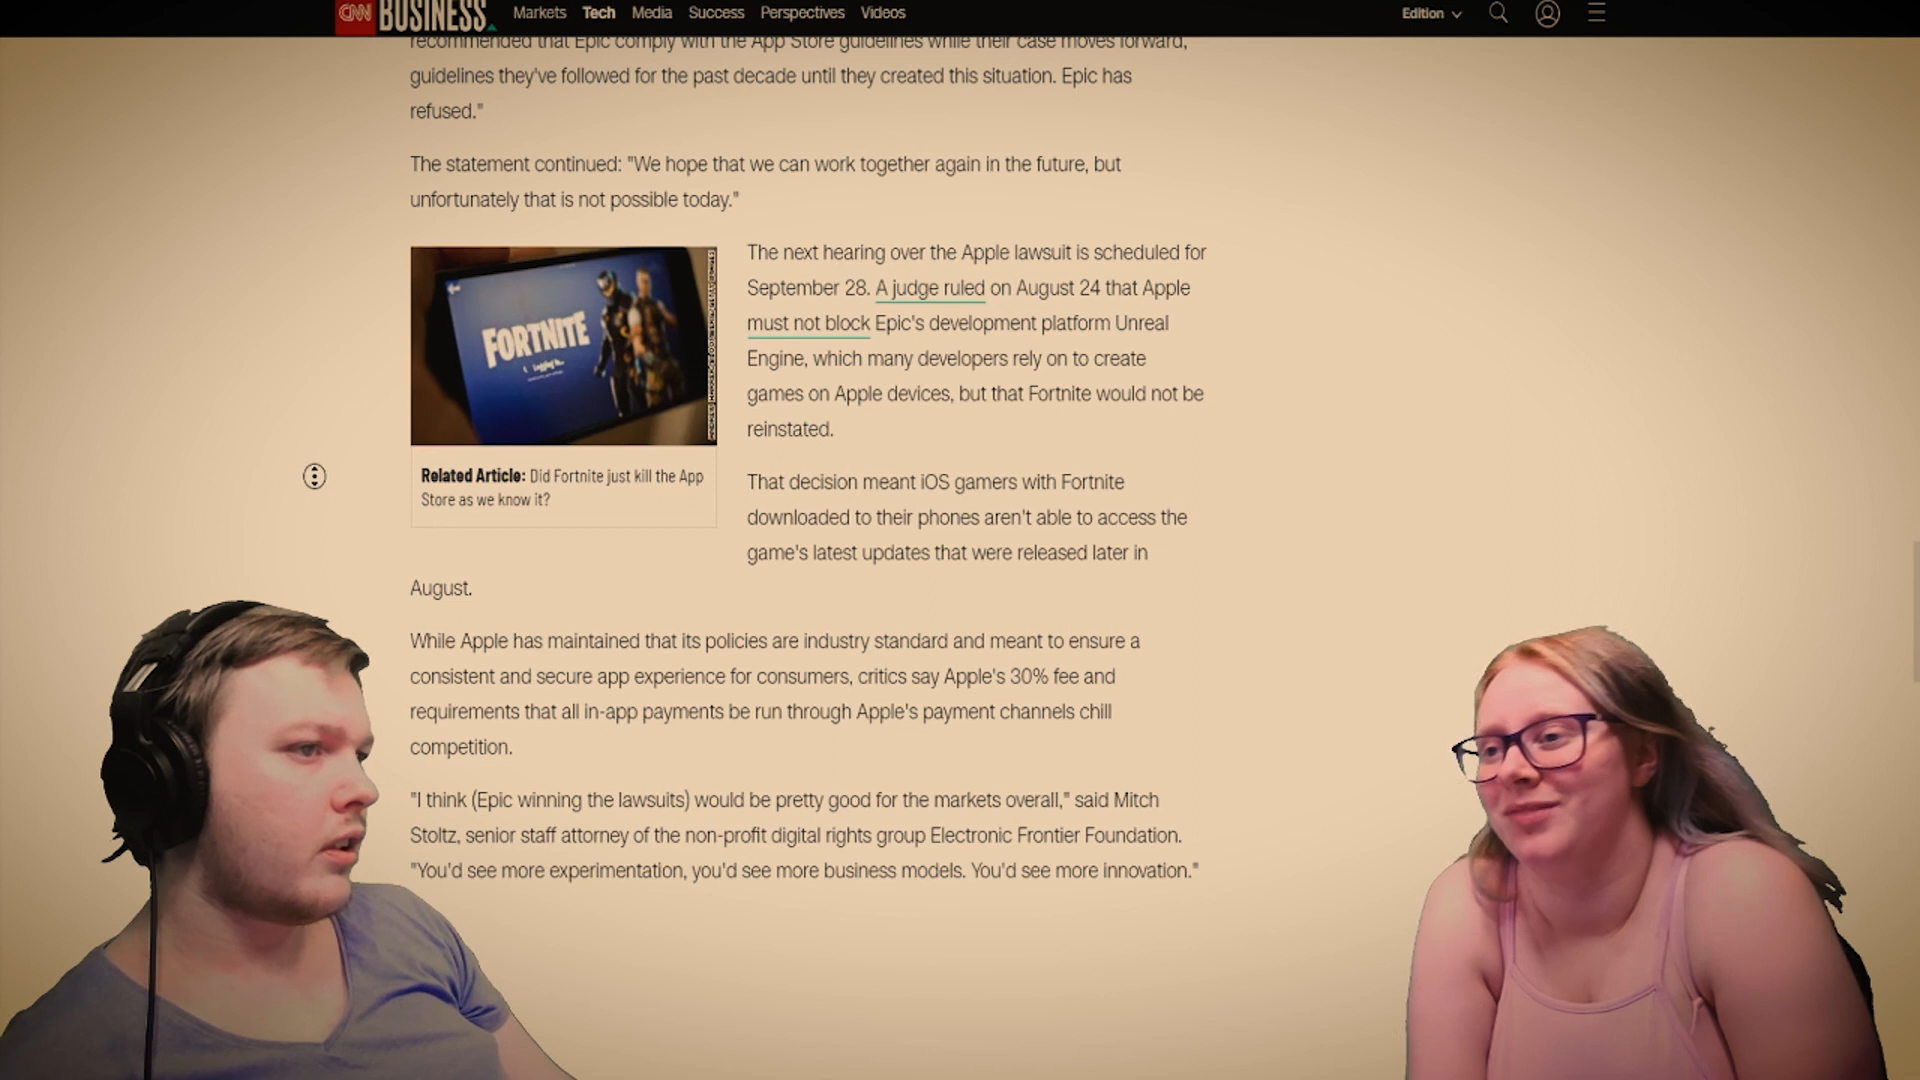 CNN BUSINESS Markets Tech Media Success Perspectives Videos Edition
recommended that Epic comply with the App Store guidelines while their case moves forward,
guidelines they've followed for the past decade until they created this situation. Epic has
refused."
The statement continued: "We hope that we can work together again in the future, but
unfortunately that is not possible today."
FORTNITE
Logging in...
Related Article: Did Fortnite just kill the App
Store as we know it?
The next hearing over the Apple lawsuit is scheduled for
September 28. A judge ruled on August 24 that Apple
must not block Epic's development platform Unreal
Engine, which many developers rely on to create
games on Apple devices, but that Fortnite would not be
reinstated.
That decision meant iOS gamers with Fortnite
downloaded to their phones aren't able to access the
game's latest updates that were released later in
August.
While Apple has maintained that its policies are industry standard and meant to ensure a
consistent and secure app experience for consumers, critics say Apple's 30% fee and
requirements that all in-app payments be run through Apple's payment channels chill
competition.
"I think (Epic winning the lawsuits) would be pretty good for the markets overall," said Mitch
Stoltz, senior staff attorney of the non-profit digital rights group Electronic Frontier Foundation.
"You'd see more experimentation, you'd see more business models. You'd see more innovation."